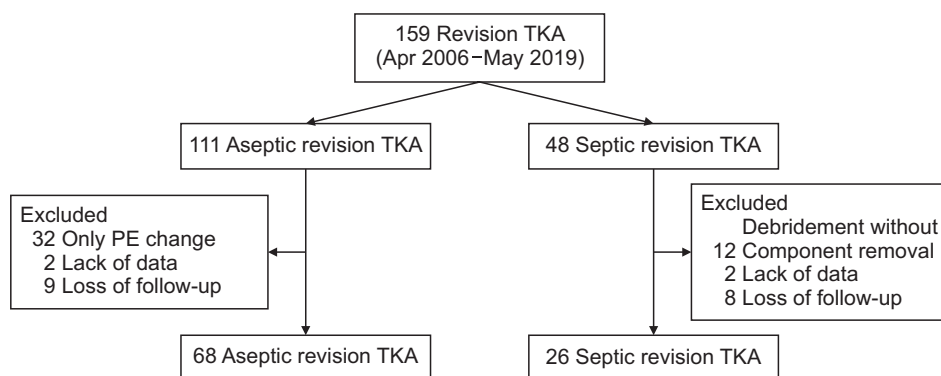 159 Revision TKA
(Apr 2006–May 2019)
111 Aseptic revision TKA
48 Septic revision TKA
Excluded
32 Only PE change
2 Lack of data
9 Loss of follow-up
Excluded
Debridement without
12 Component removal
2 Lack of data
8 Loss of follow-up
68 Aseptic revision TKA
26 Septic revision TKA